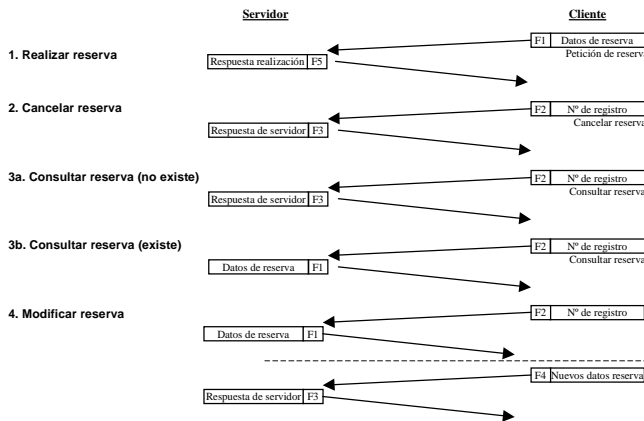 Servidor Cliente
F1 Datos de reserva
Petición de reserva
1. Realizar reserva
Respuesta realización F5
2. Cancelar reserva
F2 Nº de registro
Cancelar reserva
Respuesta de servidor F3
3a. Consultar reserva (no existe)
F2 Nº de registro
Consultar reserva
Respuesta de servidor F3
3b. Consultar reserva (existe)
F2 Nº de registro
Consultar reserva
Datos de reserva F1
4. Modificar reserva
F2 Nº de registro
Datos de reserva F1
F4 Nuevos datos reserva
Respuesta de servidor F3